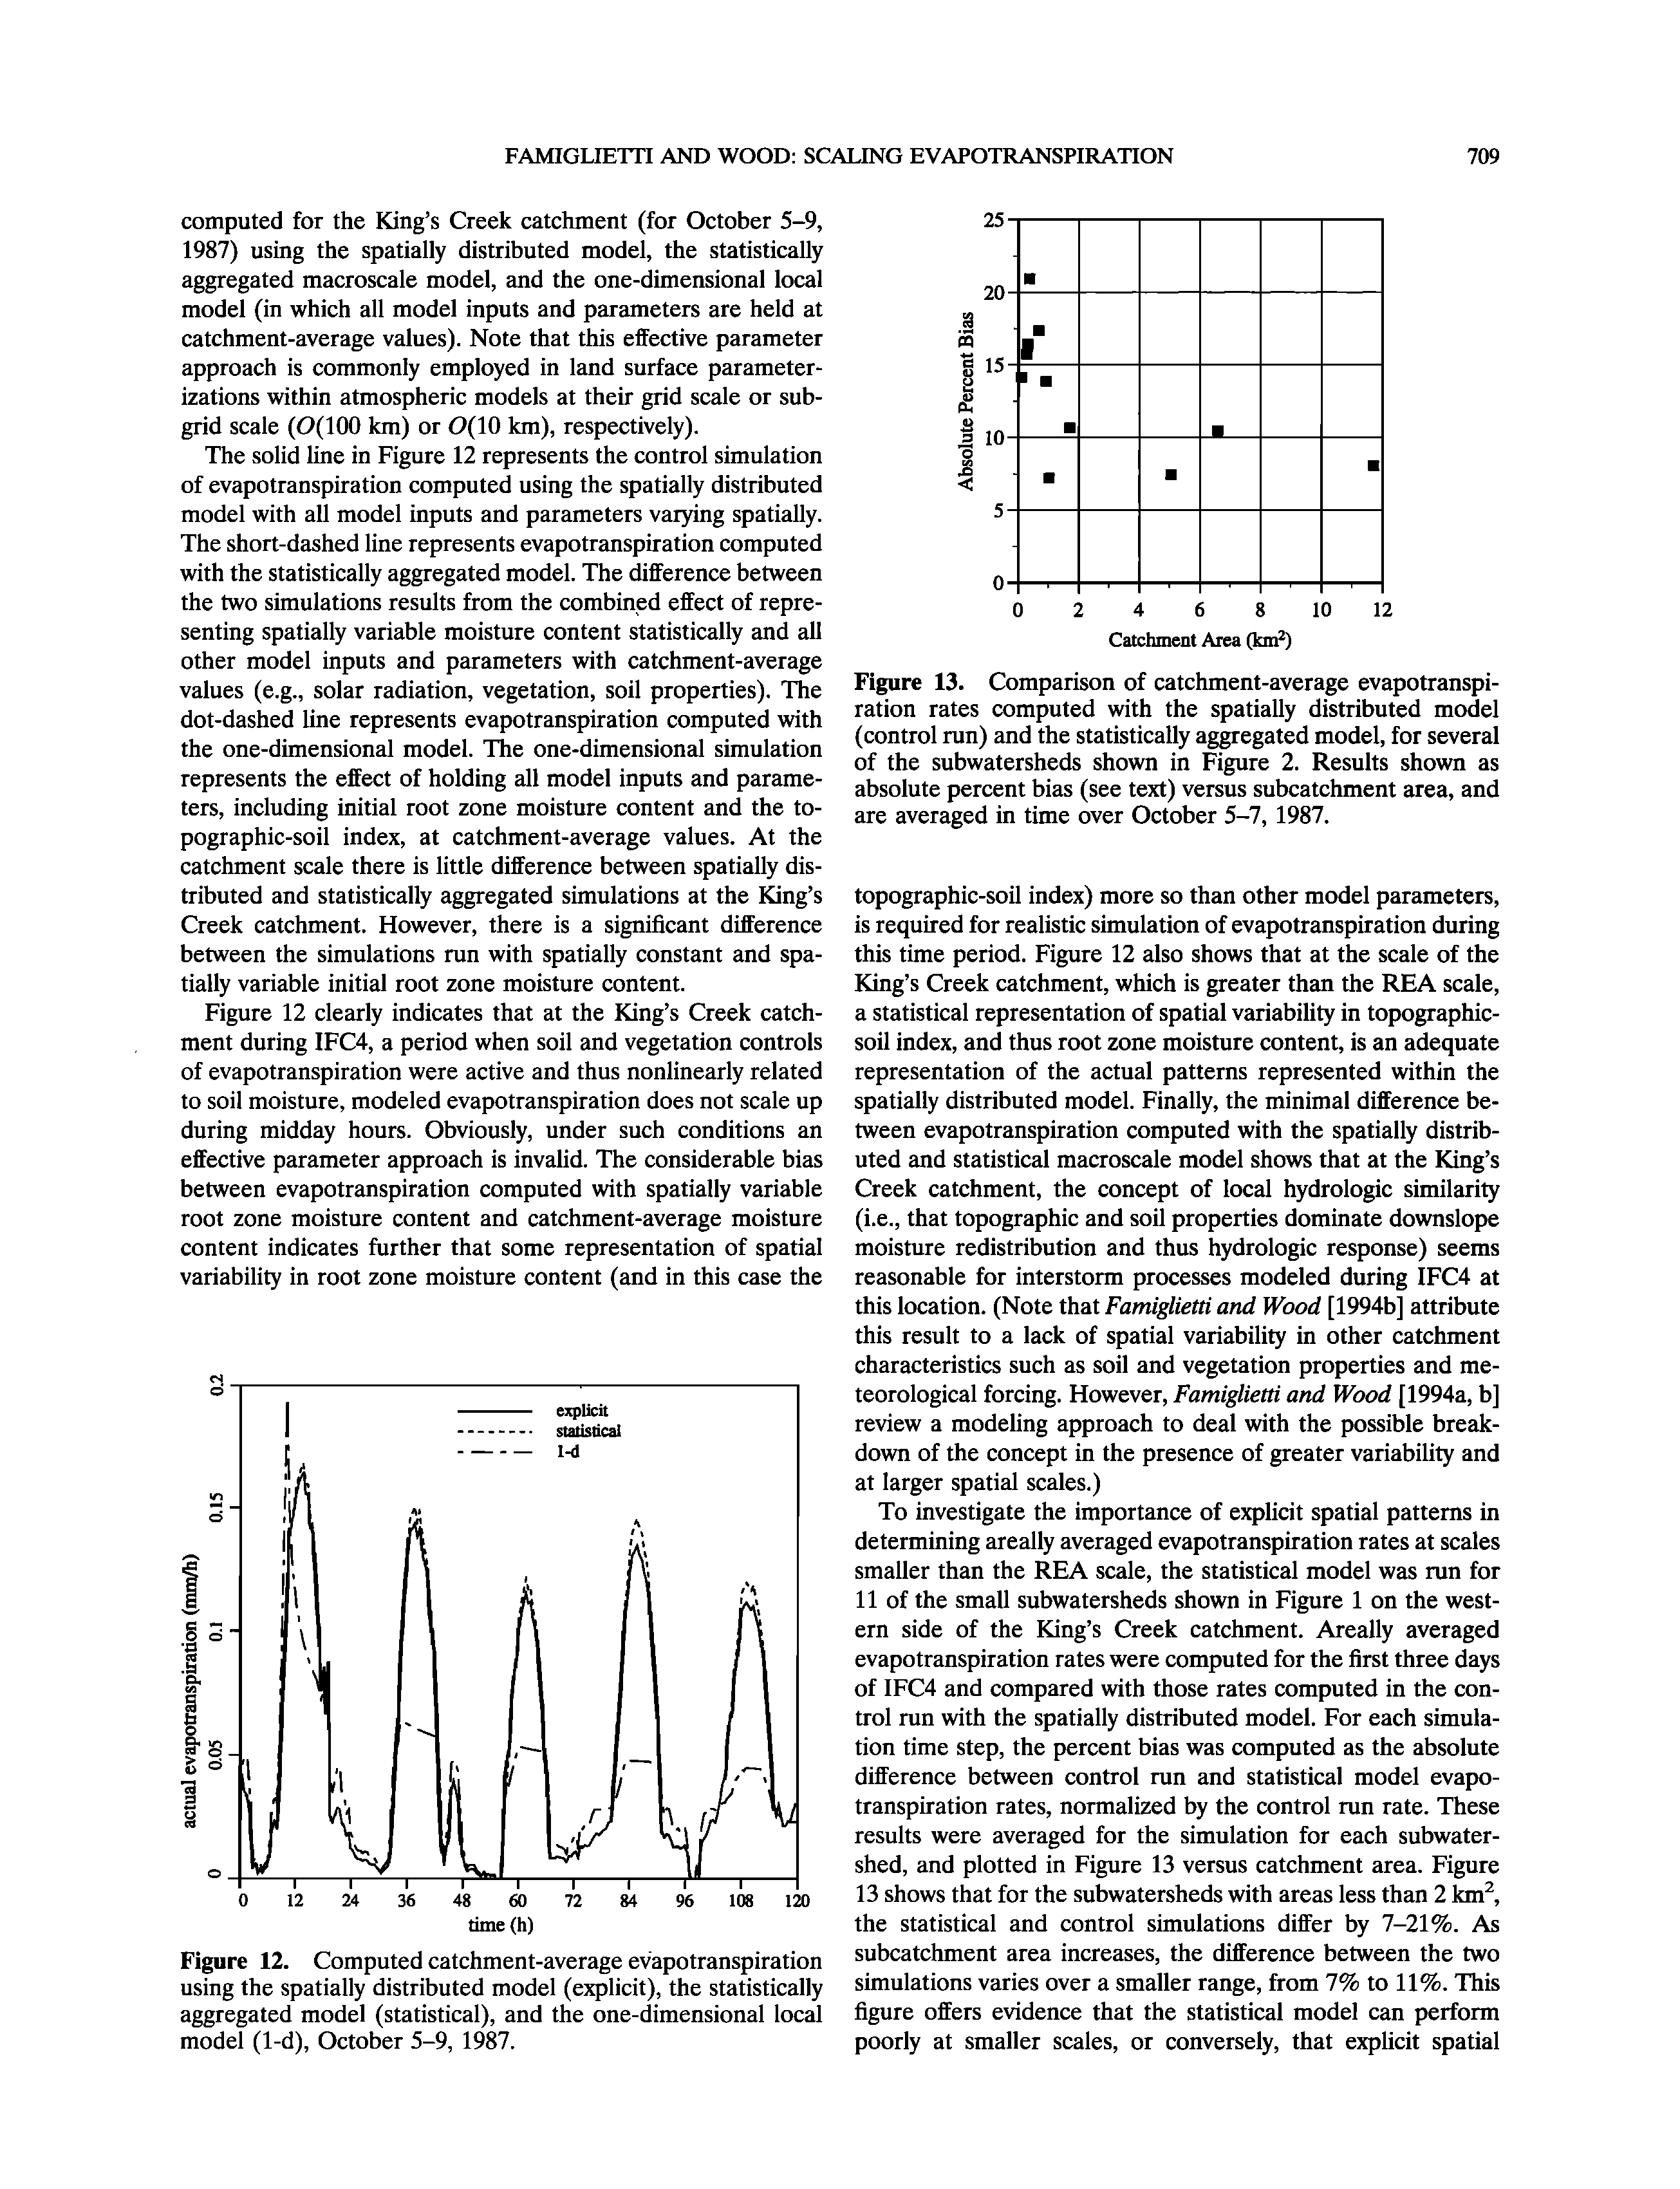 FAMIGLIETTI AND WOOD: SCALING EVAPOTRANSPIRATION 709
computed for the King's Creek catchment (for October 5–9,
1987) using the spatially distributed model, the statistically
aggregated macroscale model, and the one-dimensional local
model (in which all model inputs and parameters are held at
catchment-average values). Note that this effective parameter
approach is commonly employed in land surface parameter-
izations within atmospheric models at their grid scale or sub-
grid scale (O(100 km) or O(10 km), respectively).
The solid line in Figure 12 represents the control simulation
of evapotranspiration computed using the spatially distributed
model with all model inputs and parameters varying spatially.
The short-dashed line represents evapotranspiration computed
with the statistically aggregated model. The difference between
the two simulations results from the combined effect of repre-
senting spatially variable moisture content statistically and all
other model inputs and parameters with catchment-average
values (e.g., solar radiation, vegetation, soil properties). The
dot-dashed line represents evapotranspiration computed with
the one-dimensional model. The one-dimensional simulation
represents the effect of holding all model inputs and parame-
ters, including initial root zone moisture content and the to-
pographic-soil index, at catchment-average values. At the
catchment scale there is little difference between spatially dis-
tributed and statistically aggregated simulations at the King's
Creek catchment. However, there is a significant difference
between the simulations run with spatially constant and spa-
tially variable initial root zone moisture content.
Figure 12 clearly indicates that at the King's Creek catch-
ment during IFC4, a period when soil and vegetation controls
of evapotranspiration were active and thus nonlinearly related
to soil moisture, modeled evapotranspiration does not scale up
during midday hours. Obviously, under such conditions an
effective parameter approach is invalid. The considerable bias
between evapotranspiration computed with spatially variable
root zone moisture content and catchment-average moisture
content indicates further that some representation of spatial
variability in root zone moisture content (and in this case the
0.2
0.15
0.1
0.05
0
actual evapotranspiration (mm/h)
explicit
statistical
1-d
0 12 24 36 48 60 72 84 96 108 120
time (h)
Figure 12. Computed catchment-average evapotranspiration
using the spatially distributed model (explicit), the statistically
aggregated model (statistical), and the one-dimensional local
model (1-d), October 5–9, 1987.
25
20
15
10
5
0
Absolute Percent Bias
0 2 4 6 8 10 12
Catchment Area (km²)
Figure 13. Comparison of catchment-average evapotranspi-
ration rates computed with the spatially distributed model
(control run) and the statistically aggregated model, for several
of the subwatersheds shown in Figure 2. Results shown as
absolute percent bias (see text) versus subcatchment area, and
are averaged in time over October 5–7, 1987.
topographic-soil index) more so than other model parameters,
is required for realistic simulation of evapotranspiration during
this time period. Figure 12 also shows that at the scale of the
King's Creek catchment, which is greater than the REA scale,
a statistical representation of spatial variability in topographic-
soil index, and thus root zone moisture content, is an adequate
representation of the actual patterns represented within the
spatially distributed model. Finally, the minimal difference be-
tween evapotranspiration computed with the spatially distrib-
uted and statistical macroscale model shows that at the King's
Creek catchment, the concept of local hydrologic similarity
(i.e., that topographic and soil properties dominate downslope
moisture redistribution and thus hydrologic response) seems
reasonable for interstorm processes modeled during IFC4 at
this location. (Note that Famiglietti and Wood [1994b] attribute
this result to a lack of spatial variability in other catchment
characteristics such as soil and vegetation properties and me-
teorological forcing. However, Famiglietti and Wood [1994a, b]
review a modeling approach to deal with the possible break-
down of the concept in the presence of greater variability and
at larger spatial scales.)
To investigate the importance of explicit spatial patterns in
determining areally averaged evapotranspiration rates at scales
smaller than the REA scale, the statistical model was run for
11 of the small subwatersheds shown in Figure 1 on the west-
ern side of the King's Creek catchment. Areally averaged
evapotranspiration rates were computed for the first three days
of IFC4 and compared with those rates computed in the con-
trol run with the spatially distributed model. For each simula-
tion time step, the percent bias was computed as the absolute
difference between control run and statistical model evapo-
transpiration rates, normalized by the control run rate. These
results were averaged for the simulation for each subwater-
shed, and plotted in Figure 13 versus catchment area. Figure
13 shows that for the subwatersheds with areas less than 2 km²,
the statistical and control simulations differ by 7–21%. As
subcatchment area increases, the difference between the two
simulations varies over a smaller range, from 7% to 11%. This
figure offers evidence that the statistical model can perform
poorly at smaller scales, or conversely, that explicit spatial